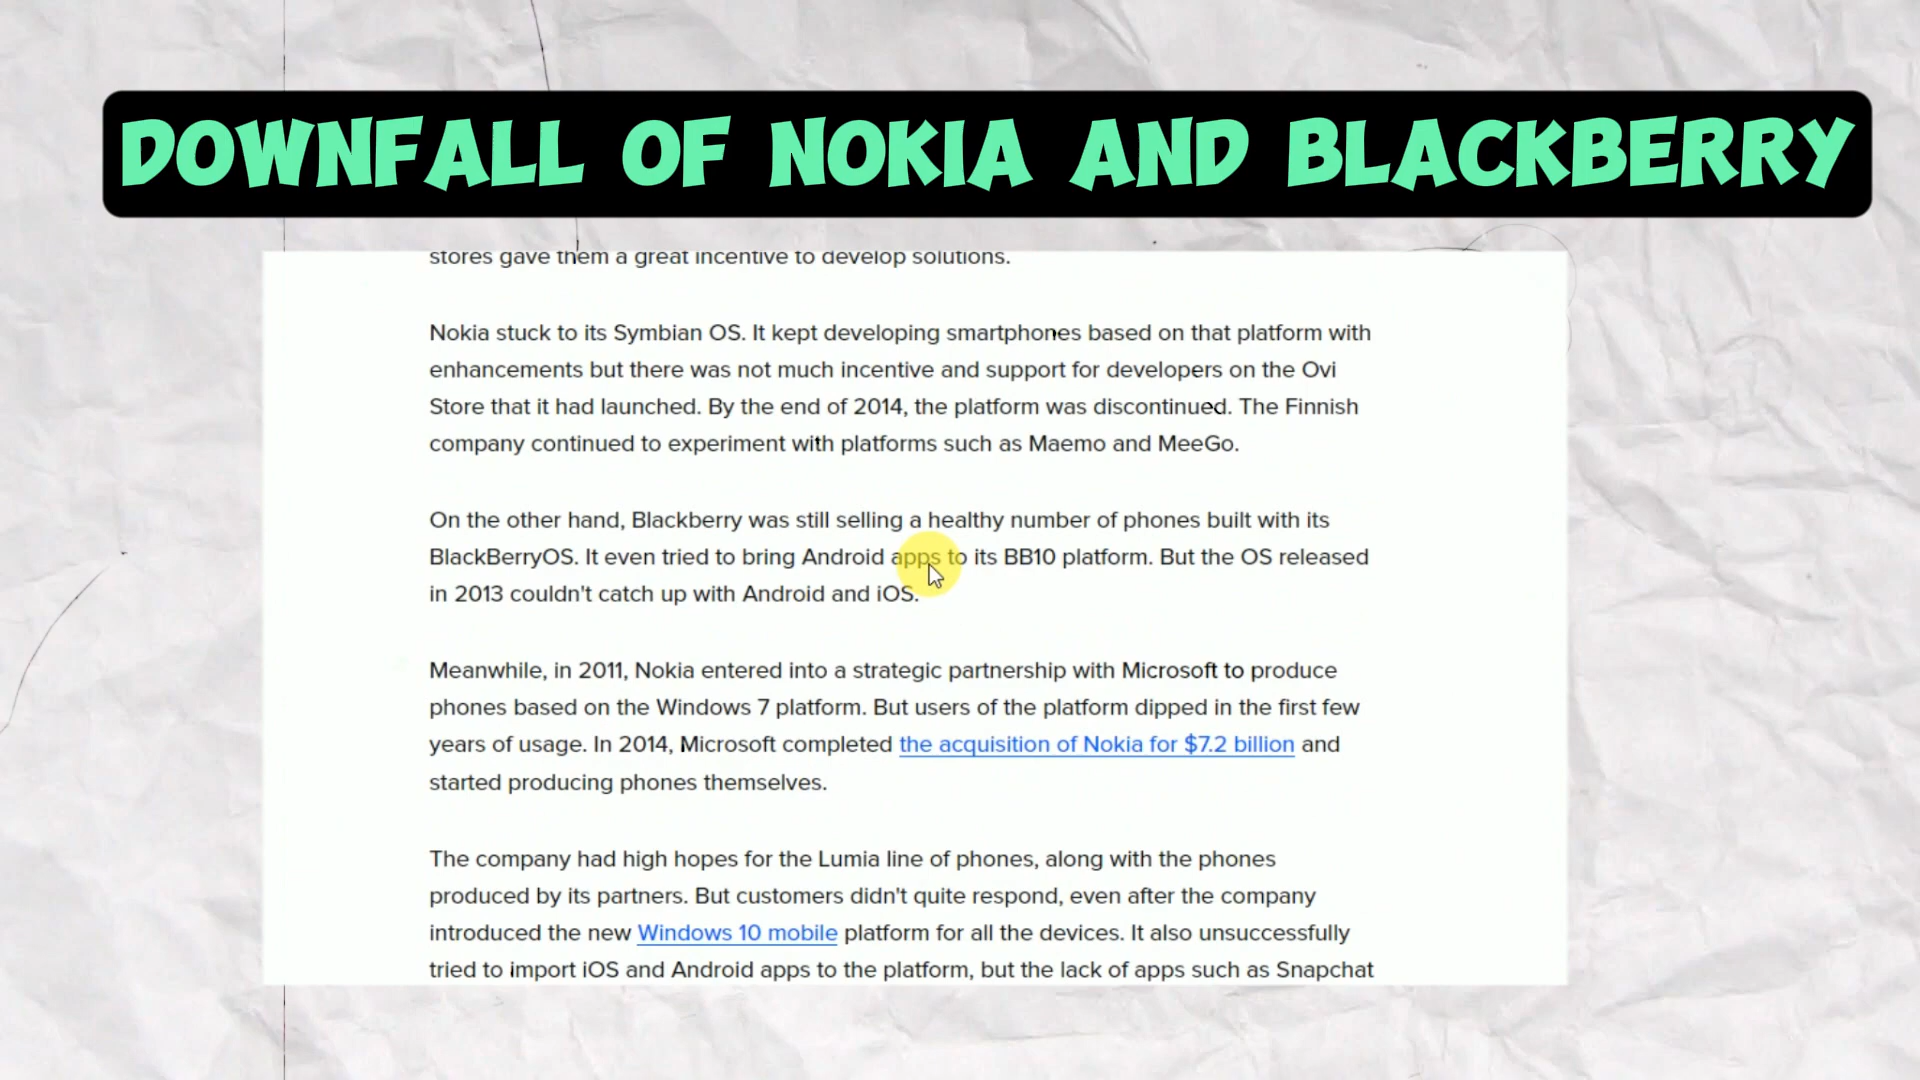 DOWNFALL OF NOKIA AND BLACKBERRY
stores gave them a great incentive to develop solutions.
Nokia stuck to its Symbian OS. It kept developing smartphones based on that platform with
enhancements but there was not much incentive and support for developers on the Ovi
Store that it had launched. By the end of 2014, the platform was discontinued. The Finnish
company continued to experiment with platforms such as Maemo and MeeGo.
On the other hand, Blackberry was still selling a healthy number of phones built with its
BlackBerryOS. It even tried to bring Android apps to its BB10 platform. But the OS released
in 2013 couldn't catch up with Android and iOS.
Meanwhile, in 2011, Nokia entered into a strategic partnership with Microsoft to produce
phones based on the Windows 7 platform. But users of the platform dipped in the first few
years of usage. In 2014, Microsoft completed the acquisition of Nokia for $7.2 billion and
started producing phones themselves.
The company had high hopes for the Lumia line of phones, along with the phones
produced by its partners. But customers didn't quite respond, even after the company
introduced the new Windows 10 mobile platform for all the devices. It also unsuccessfully
tried to import iOS and Android apps to the platform, but the lack of apps such as Snapchat